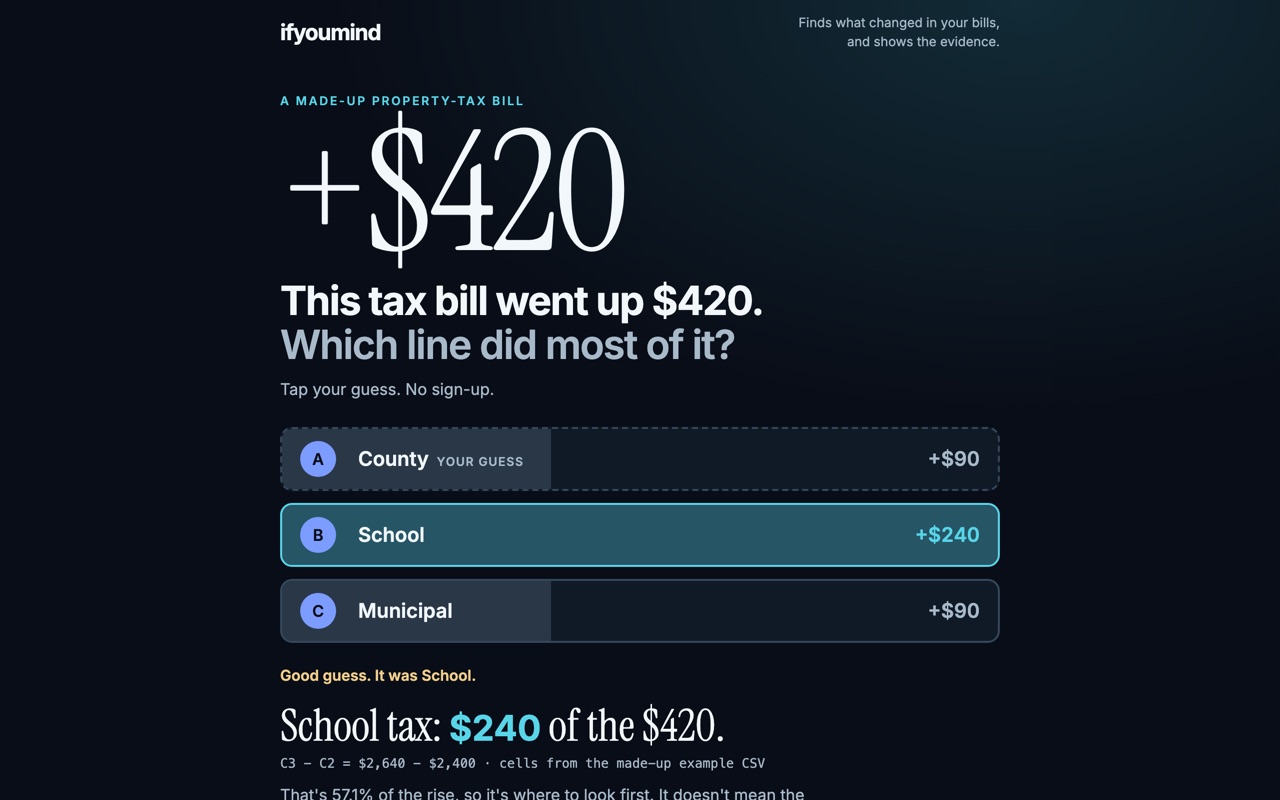 ifyoumind
Finds what changed in your bills,
and shows the evidence.
A MADE-UP PROPERTY-TAX BILL
+$420
This tax bill went up $420.
Which line did most of it?
Tap your guess. No sign-up.
A County YOUR GUESS +$90
B School +$240
C Municipal +$90
Good guess. It was School.
School tax: $240 of the $420.
C3 − C2 = $2,640 − $2,400 · cells from the made-up example CSV
That's 57.1% of the rise, so it's where to look first. It doesn't mean the